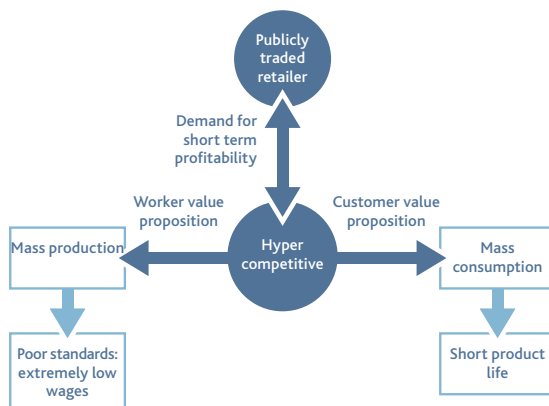 Publicly
traded
retailer
Demand for
short term
profitability
Worker value
proposition
Customer value
proposition
Mass production
Hyper
competitive
Mass
consumption
Poor standards:
extremely low
wages
Short product
life